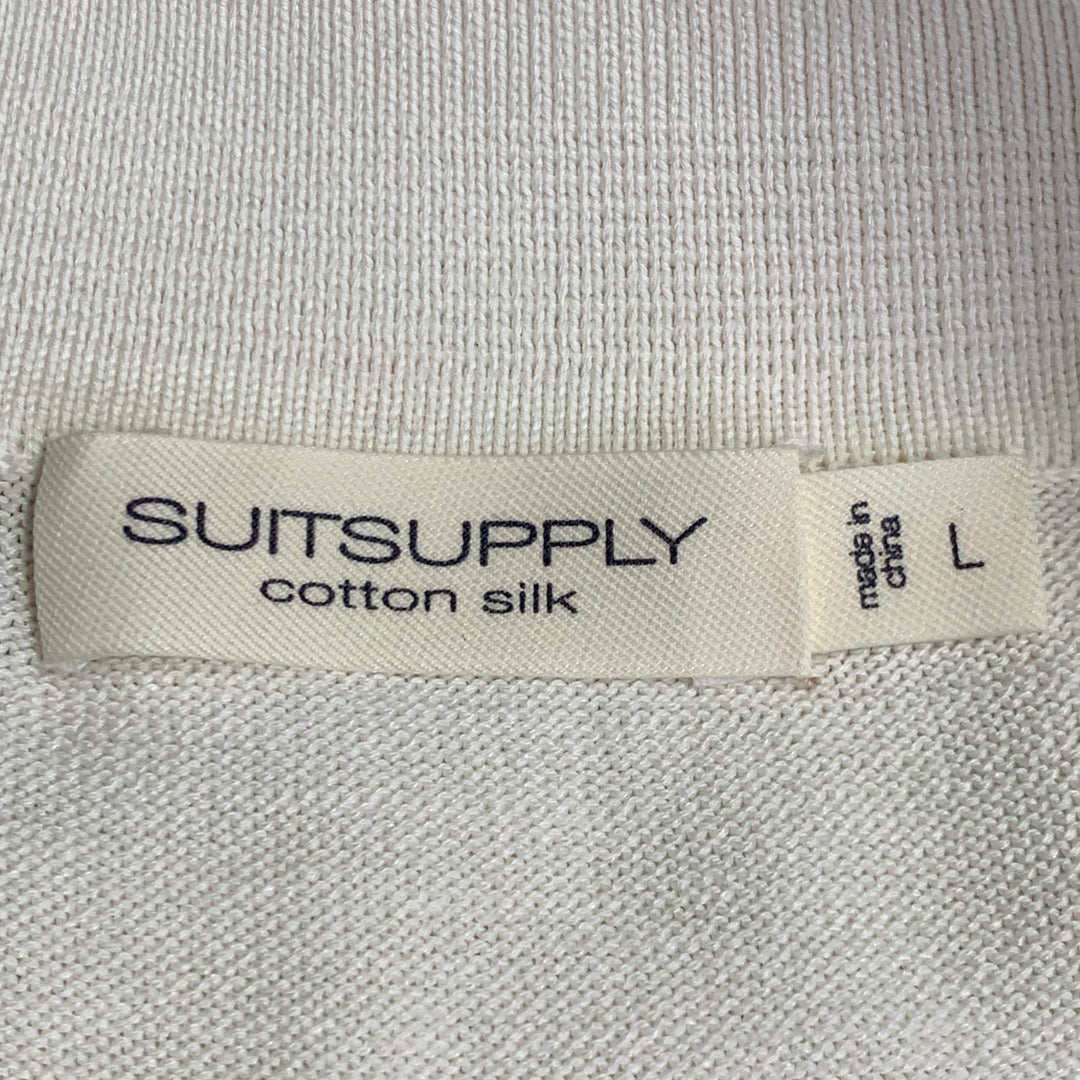 SUITSUPPLY
cotton silk
made in
china
L